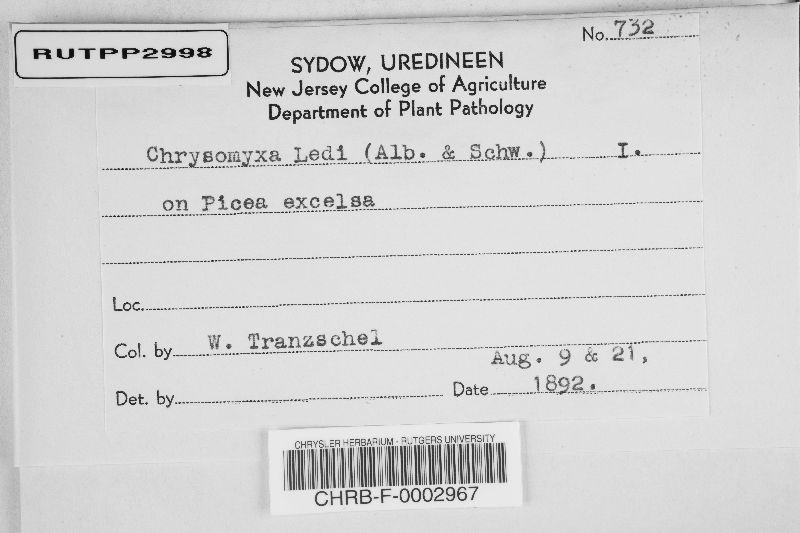 RUTPP2998
No. 732
SYDOW, UREDINEEN
New Jersey College of Agriculture
Department of Plant Pathology
Chrysomyxa Ledi (Alb. & Schw.) I.
on Picea excelsa
Loc.
Col. by W. Tranzschel
Aug. 9 & 21,
Det. by Date 1892.
CHRYSLER HERBARIUM - RUTGERS UNIVERSITY
CHRB-F-0002967